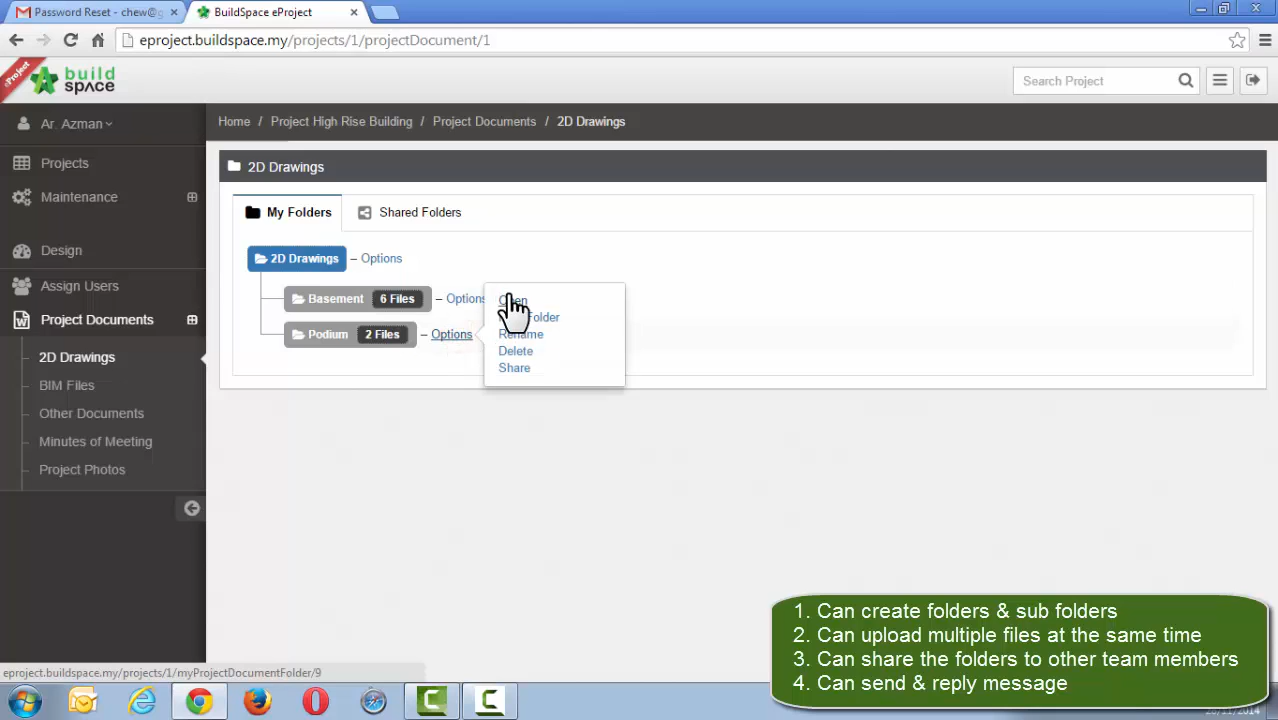 Password Reset - chew@g
BuildSpace eProject
eproject.buildspace.my/projects/1/projectDocument/1
eProject
build space
Search Project
Ar. Azman
Home / Project High Rise Building / Project Documents / 2D Drawings
Projects
Maintenance
Design
Assign Users
Project Documents
2D Drawings
BIM Files
Other Documents
Minutes of Meeting
Project Photos
2D Drawings
My Folders
Shared Folders
2D Drawings – Options
Basement 6 Files – Options
Podium 2 Files – Options
Open
Folder
Rename
Delete
Share
1. Can create folders & sub folders
2. Can upload multiple files at the same time
3. Can share the folders to other team members
4. Can send & reply message
eproject.buildspace.my/projects/1/myProjectDocumentFolder/9